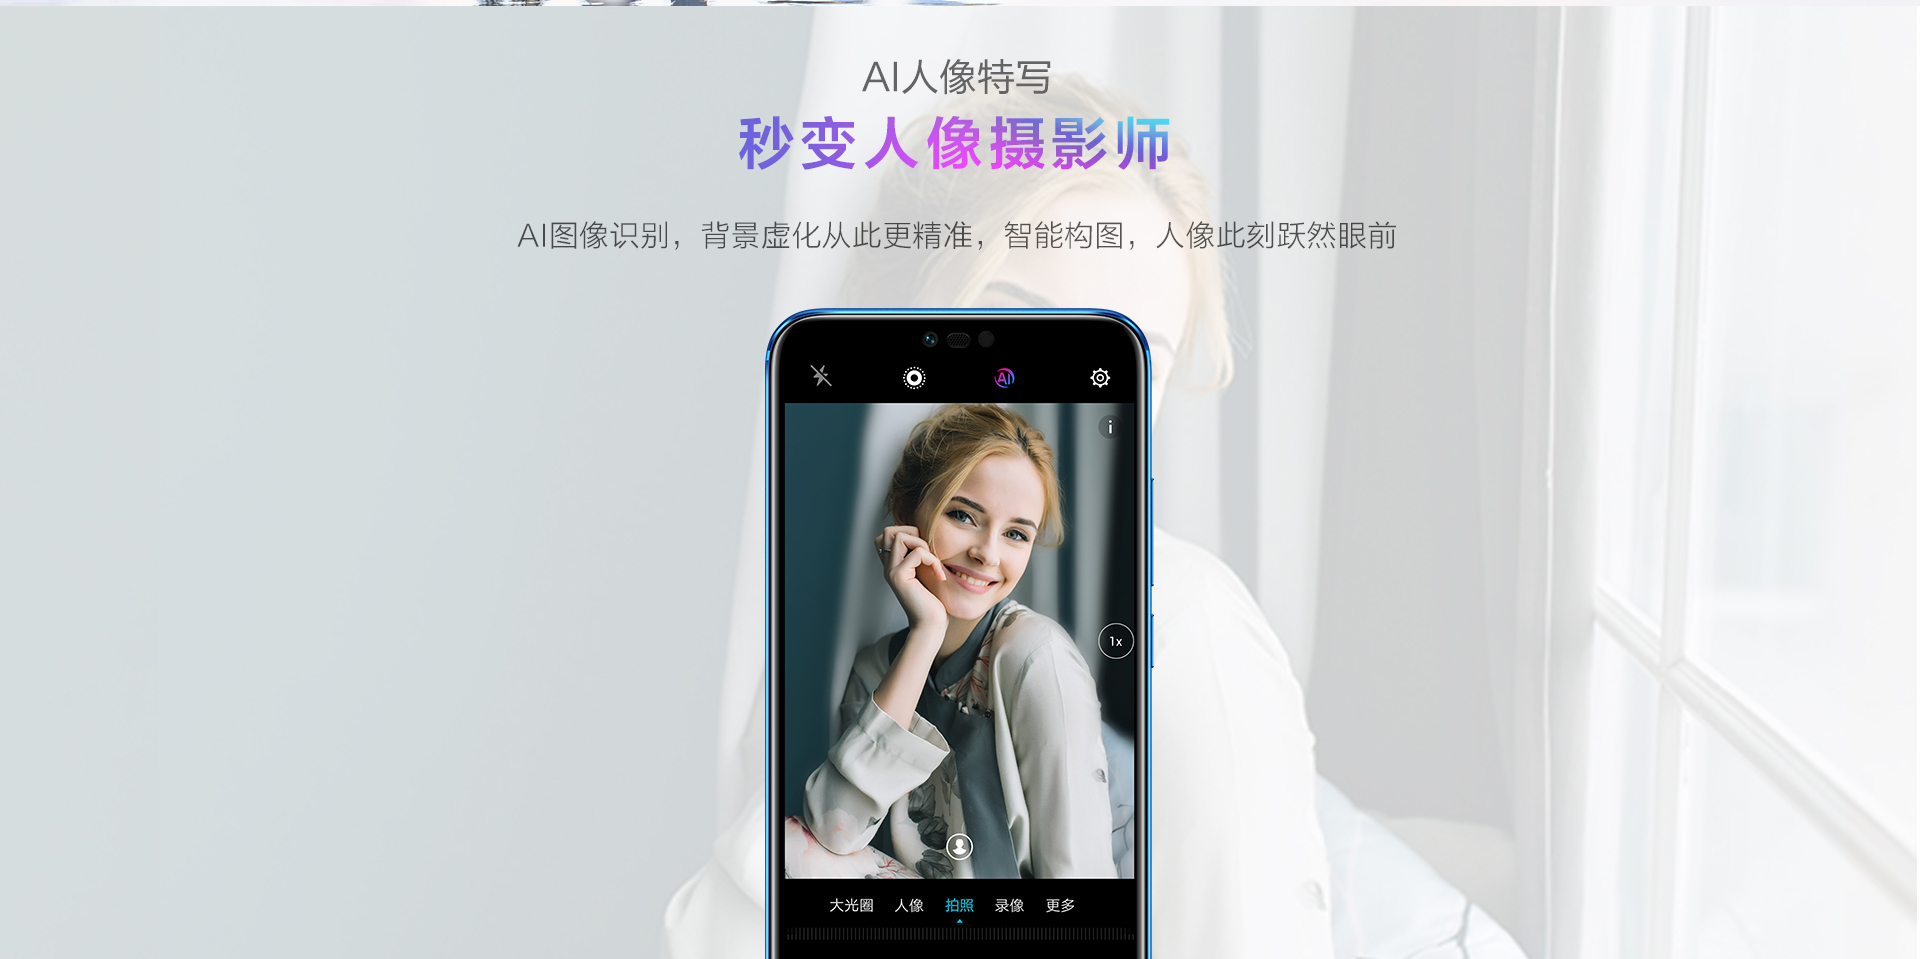 AI人像特写
秒变人像摄影师
AI图像识别，背景虚化从此更精准，智能构图，人像此刻跃然眼前
AI
i
1x
大光圈 人像 拍照 录像 更多